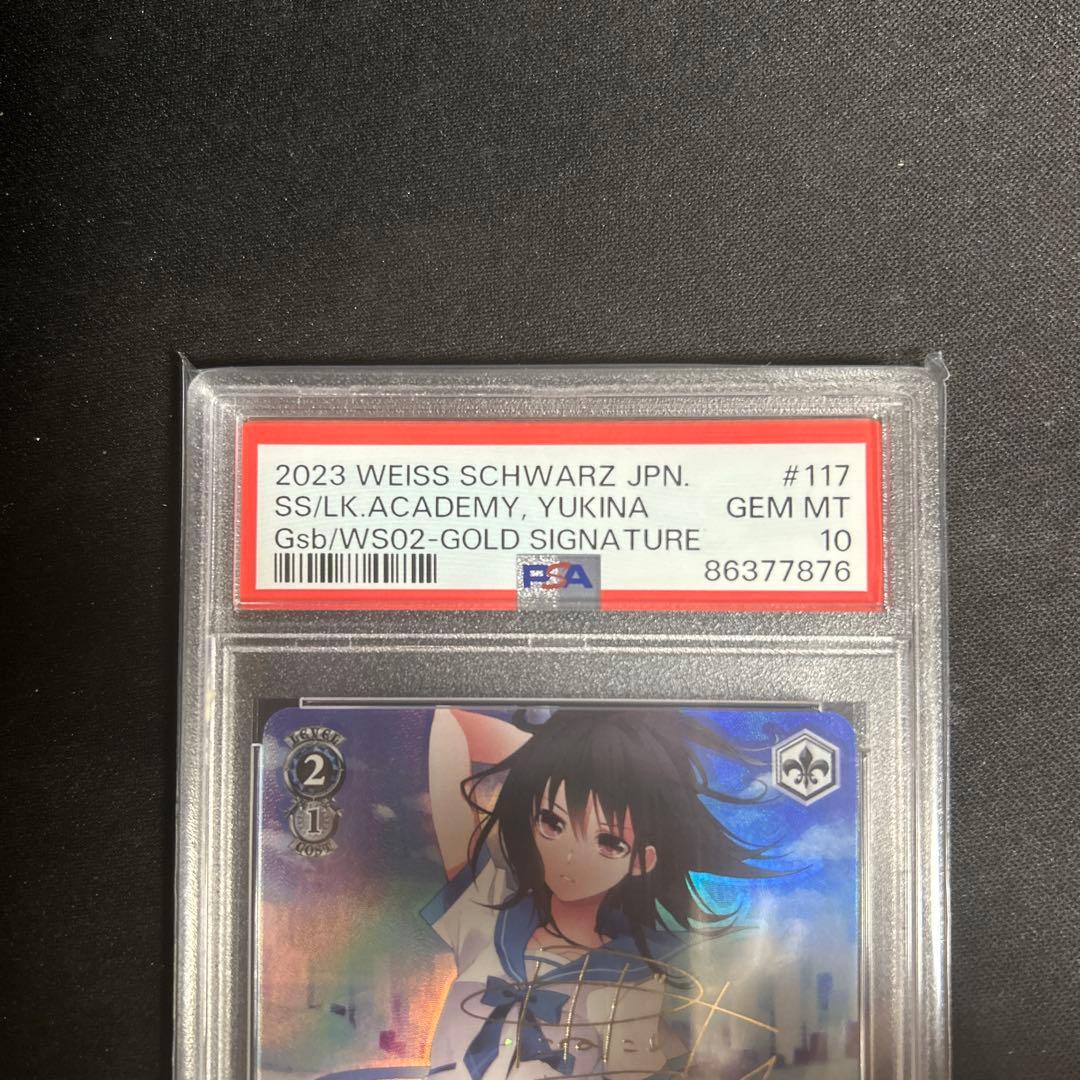 2023 WEISS SCHWARZ JPN. #117
SS/LK.ACADEMY, YUKINA GEM MT
Gsb/WS02-GOLD SIGNATURE 10
PSA 86377876
LEVEL
2
1
COST